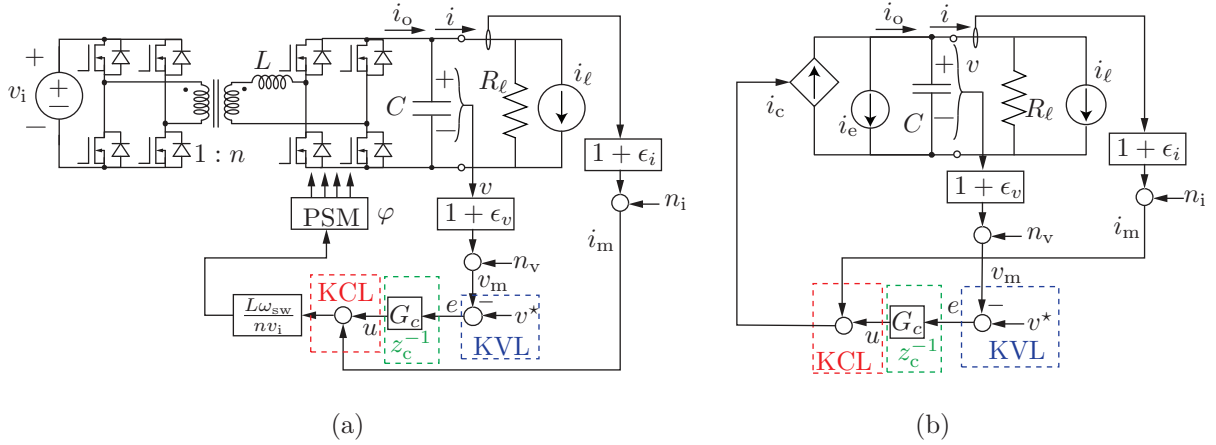 i_o i
+ v_i + − −
L
1 : n
C + −
R_ℓ
i_ℓ
1 + ϵ_i
n_i
i_m
PSM φ
v
1 + ϵ_v
n_v
v_m
Lω_sw / nv_i
KCL
u
G_c
z_c^{-1}
e
−
v*
KVL
(a)
i_o i
i_c
i_e
C + −
v
R_ℓ
i_ℓ
1 + ϵ_i
n_i
i_m
1 + ϵ_v
n_v
v_m
KCL
u
G_c
z_c^{-1}
e
−
v*
KVL
(b)